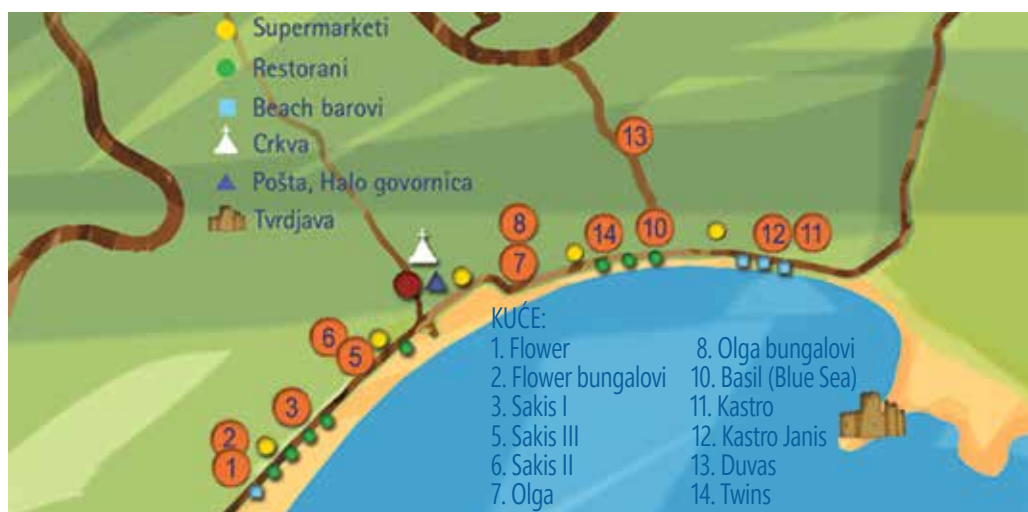 Supermarketi
Restorani
Beach barovi
Crkva
Pošta, Halo govornica
Tvrdjava
13
8
7
14
10
12
11
6
5
3
2
1
KUĆE:
1. Flower
2. Flower bungalovi
3. Sakis I
5. Sakis III
6. Sakis II
7. Olga
8. Olga bungalovi
10. Basil (Blue Sea)
11. Kastro
12. Kastro Janis
13. Duvas
14. Twins